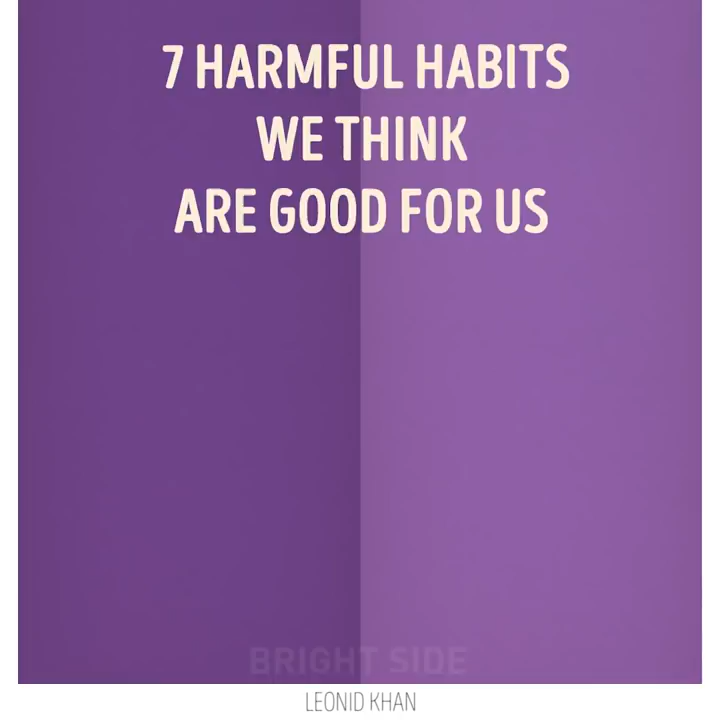 7 HARMFUL HABITS
WE THINK
ARE GOOD FOR US
BRIGHT SIDE
LEONID KHAN